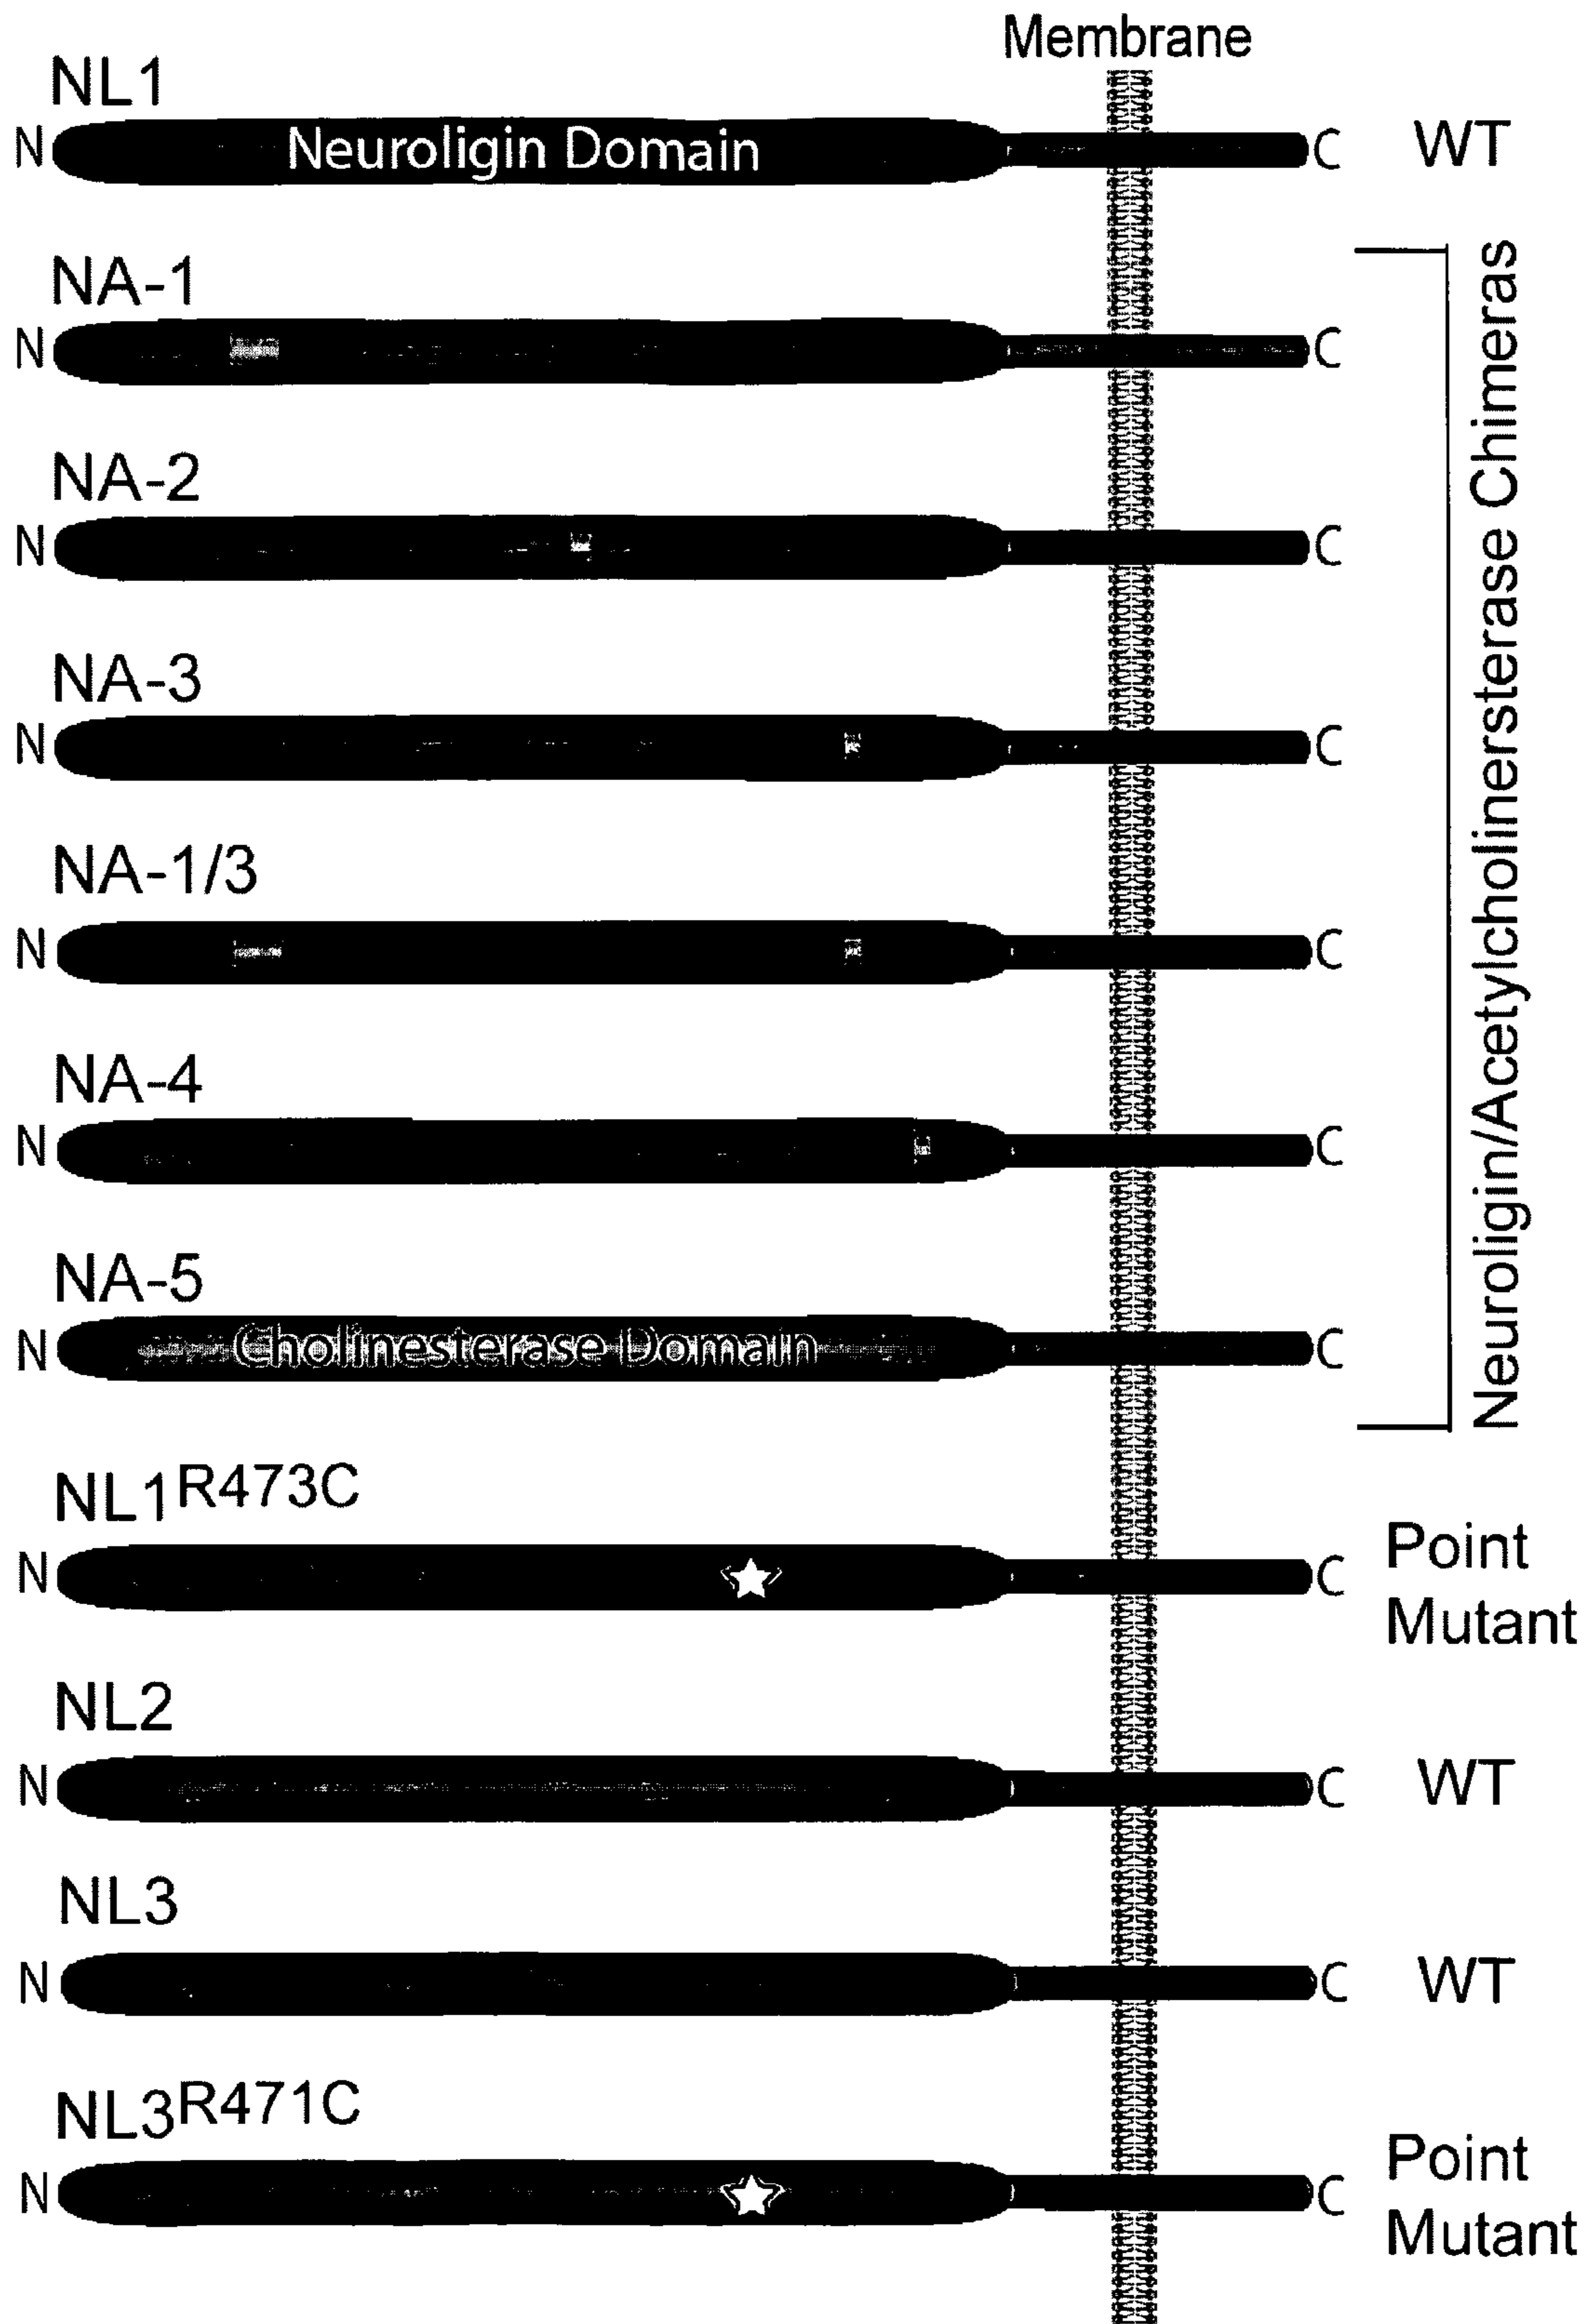 Membrane
NL1
N Neuroligin Domain C WT
NA-1
N C
NA-2
N C
NA-3
N C
NA-1/3
N C
NA-4
N C
NA-5
N Cholinesterase Domain C
Neuroligin/Acetylcholinersterase Chimeras
NL1R473C
N C Point
Mutant
NL2
N C WT
NL3
N C WT
NL3R471C
N C Point
Mutant